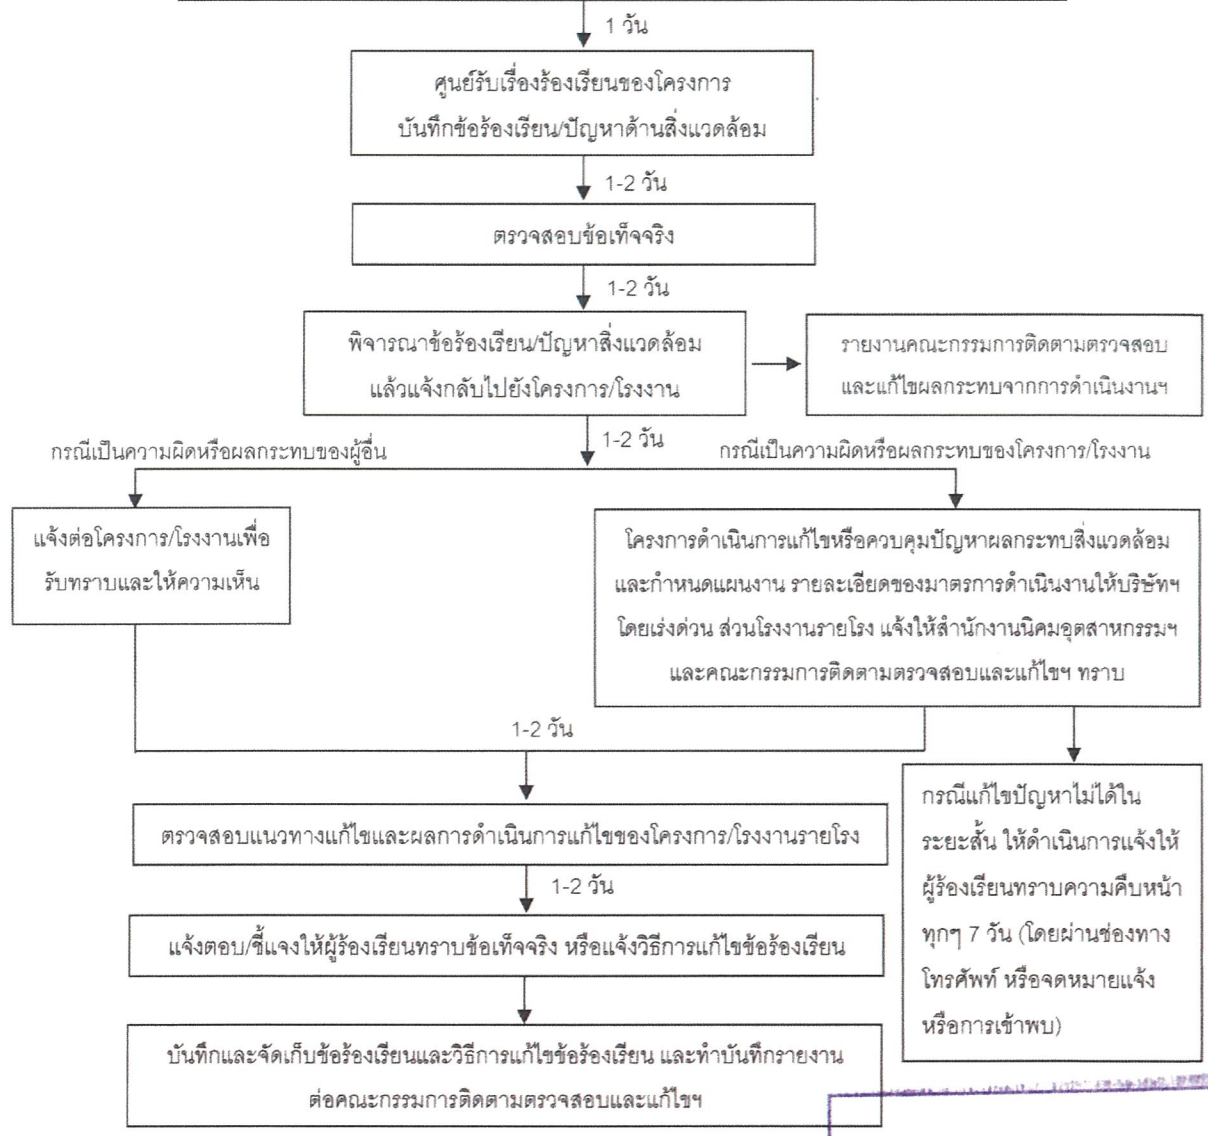 1 วัน
ศูนย์รับเรื่องร้องเรียนของโครงการ
บันทึกข้อร้องเรียน/ปัญหาด้านสิ่งแวดล้อม
1-2 วัน
ตรวจสอบข้อเท็จจริง
1-2 วัน
พิจารณาข้อร้องเรียน/ปัญหาสิ่งแวดล้อม
แล้วแจ้งกลับไปยังโครงการ/โรงงาน
รายงานคณะกรรมการติดตามตรวจสอบ
และแก้ไขผลกระทบจากการดำเนินงานฯ
1-2 วัน
กรณีเป็นความผิดหรือผลกระทบของผู้อื่น
กรณีเป็นความผิดหรือผลกระทบของโครงการ/โรงงาน
แจ้งต่อโครงการ/โรงงานเพื่อ
รับทราบและให้ความเห็น
โครงการดำเนินการแก้ไขหรือควบคุมปัญหาผลกระทบสิ่งแวดล้อม
และกำหนดแผนงาน รายละเอียดของมาตรการดำเนินงานให้บริษัทฯ
โดยเร่งด่วน ส่วนโรงงานรายโรง แจ้งให้สำนักงานนิคมอุตสาหกรรมฯ
และคณะกรรมการติดตามตรวจสอบและแก้ไขฯ ทราบ
1-2 วัน
ตรวจสอบแนวทางแก้ไขและผลการดำเนินการแก้ไขของโครงการ/โรงงานรายโรง
1-2 วัน
แจ้งตอบ/ชี้แจงให้ผู้ร้องเรียนทราบข้อเท็จจริง หรือแจ้งวิธีการแก้ไขข้อร้องเรียน
บันทึกและจัดเก็บข้อร้องเรียนและวิธีการแก้ไขข้อร้องเรียน และทำบันทึกรายงาน
ต่อคณะกรรมการติดตามตรวจสอบและแก้ไขฯ
กรณีแก้ไขปัญหาไม่ได้ใน
ระยะสั้น ให้ดำเนินการแจ้งให้
ผู้ร้องเรียนทราบความคืบหน้า
ทุกๆ 7 วัน (โดยผ่านช่องทาง
โทรศัพท์ หรือจดหมายแจ้ง
หรือการเข้าพบ)